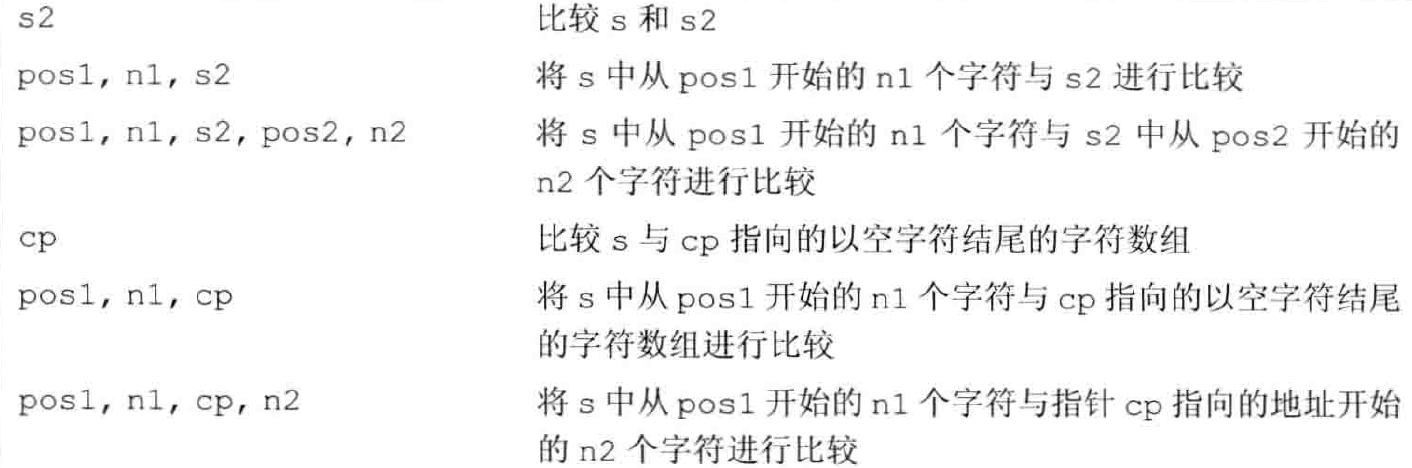 s2 比较 s 和 s2
pos1, n1, s2 将 s 中从 pos1 开始的 n1 个字符与 s2 进行比较
pos1, n1, s2, pos2, n2 将 s 中从 pos1 开始的 n1 个字符与 s2 中从 pos2 开始的
n2 个字符进行比较
cp 比较 s 与 cp 指向的以空字符结尾的字符数组
pos1, n1, cp 将 s 中从 pos1 开始的 n1 个字符与 cp 指向的以空字符结尾
的字符数组进行比较
pos1, n1, cp, n2 将 s 中从 pos1 开始的 n1 个字符与指针 cp 指向的地址开始
的 n2 个字符进行比较